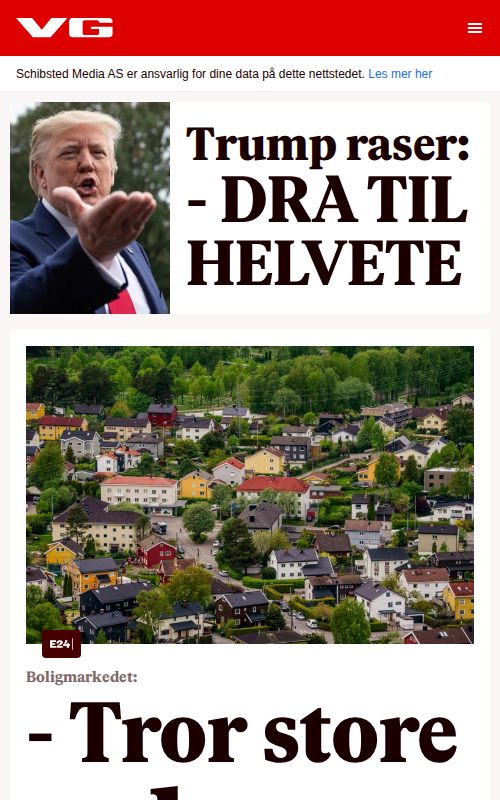 VG
Schibsted Media AS er ansvarlig for dine data på dette nettstedet. Les mer her
Trump raser:
- DRA TIL
HELVETE
E24
Boligmarkedet:
- Tror store